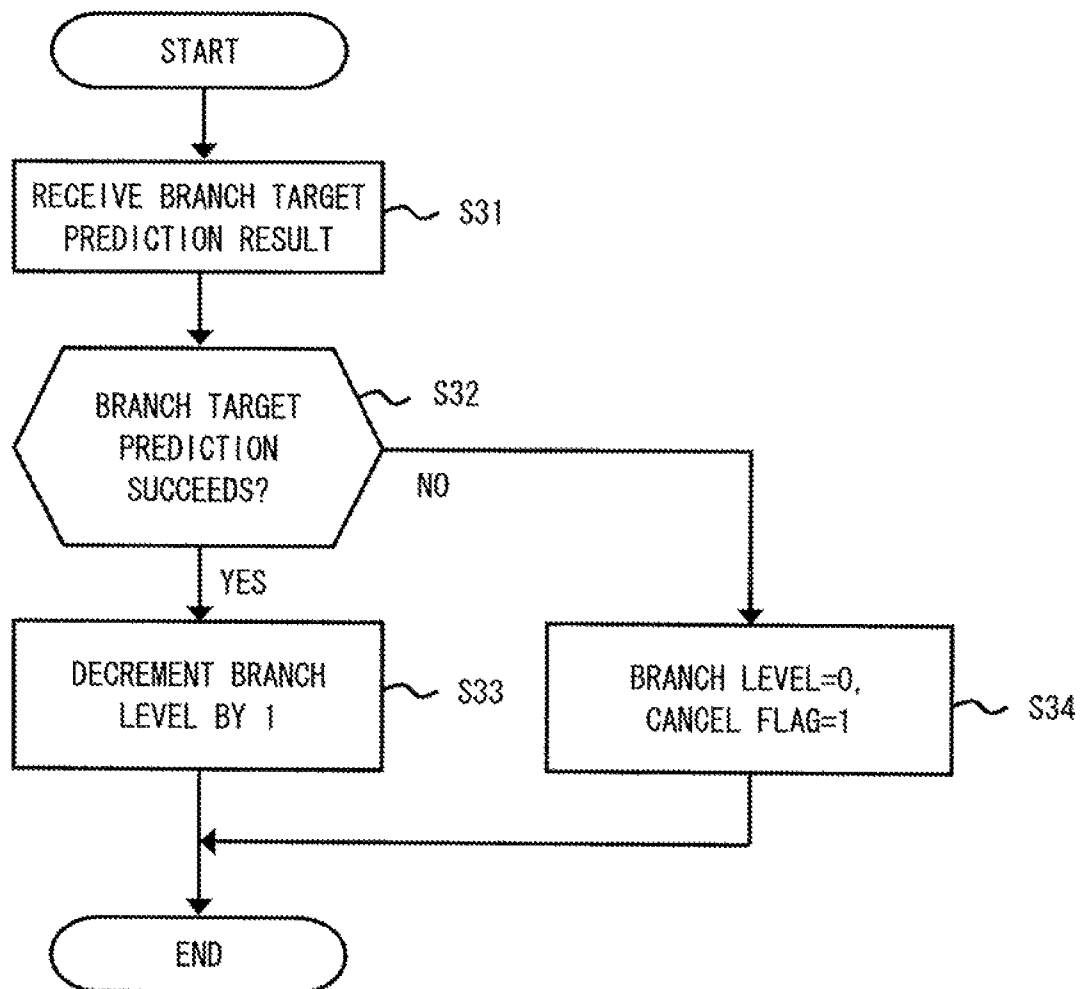 START
RECEIVE BRANCH TARGET
PREDICTION RESULT
S31
BRANCH TARGET
PREDICTION
SUCCEEDS?
S32
NO
YES
DECREMENT BRANCH
LEVEL BY 1
S33
BRANCH LEVEL=0,
CANCEL FLAG=1
S34
END